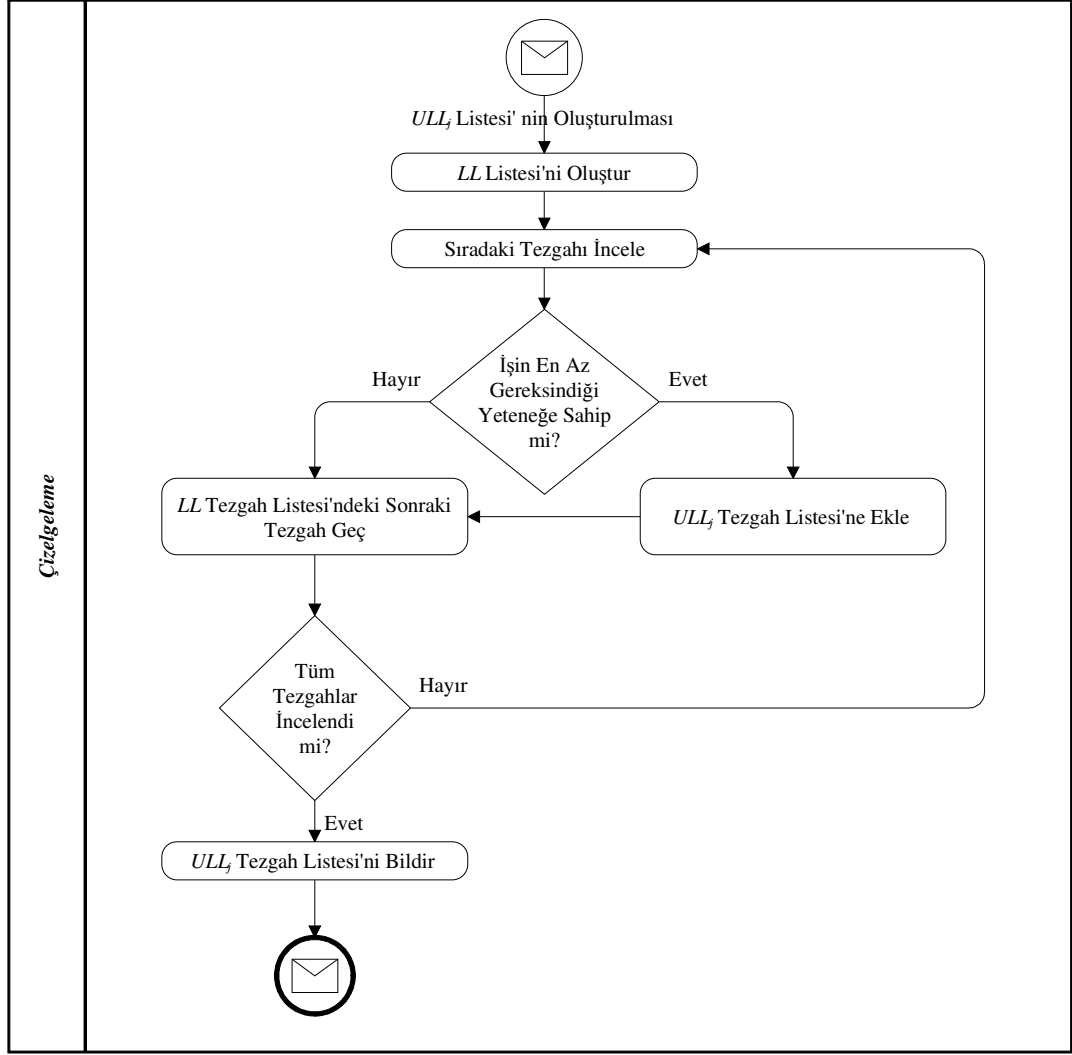 Çizelgeleme
ULLj Listesi' nin Oluşturulması
LL Listesi'ni Oluştur
Sıradaki Tezgahı İncele
İşin En Az
Gereksindiği
Yeteneğe Sahip
mi?
Hayır
Evet
LL Tezgah Listesi'ndeki Sonraki
Tezgah Geç
ULLj Tezgah Listesi'ne Ekle
Tüm
Tezgahlar
İncelendi
mi?
Hayır
Evet
ULLj Tezgah Listesi'ni Bildir